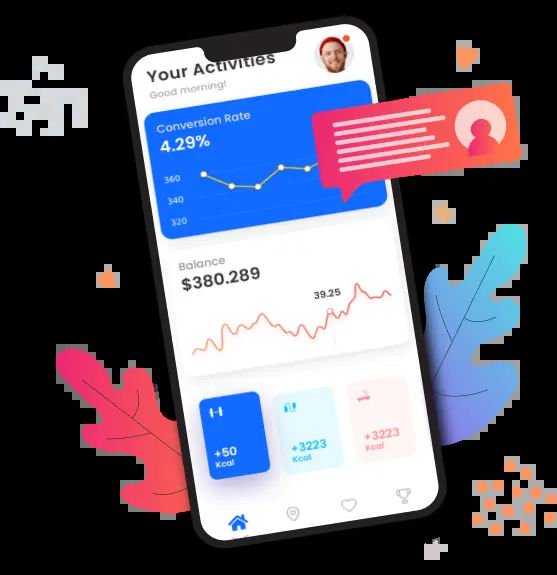 Your Activities
Good morning!
Conversion Rate
4.29%
360
340
320
Balance
$380.289
39.25
+50
Kcal
+3223
Kcal
+3223
Kcal